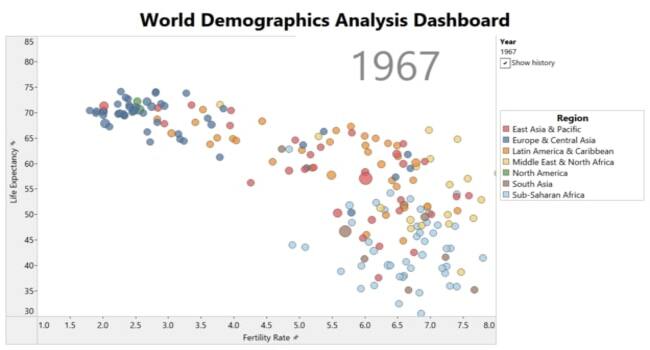 World Demographics Analysis Dashboard
1967
Year
1967
Show history
Region
East Asia & Pacific
Europe & Central Asia
Latin America & Caribbean
Middle East & North Africa
North America
South Asia
Sub-Saharan Africa
Life Expectancy
85
80
75
70
65
60
55
50
45
40
35
30
1.0 1.5 2.0 2.5 3.0 3.5 4.0 4.5 5.0 5.5 6.0 6.5 7.0 7.5 8.0
Fertility Rate